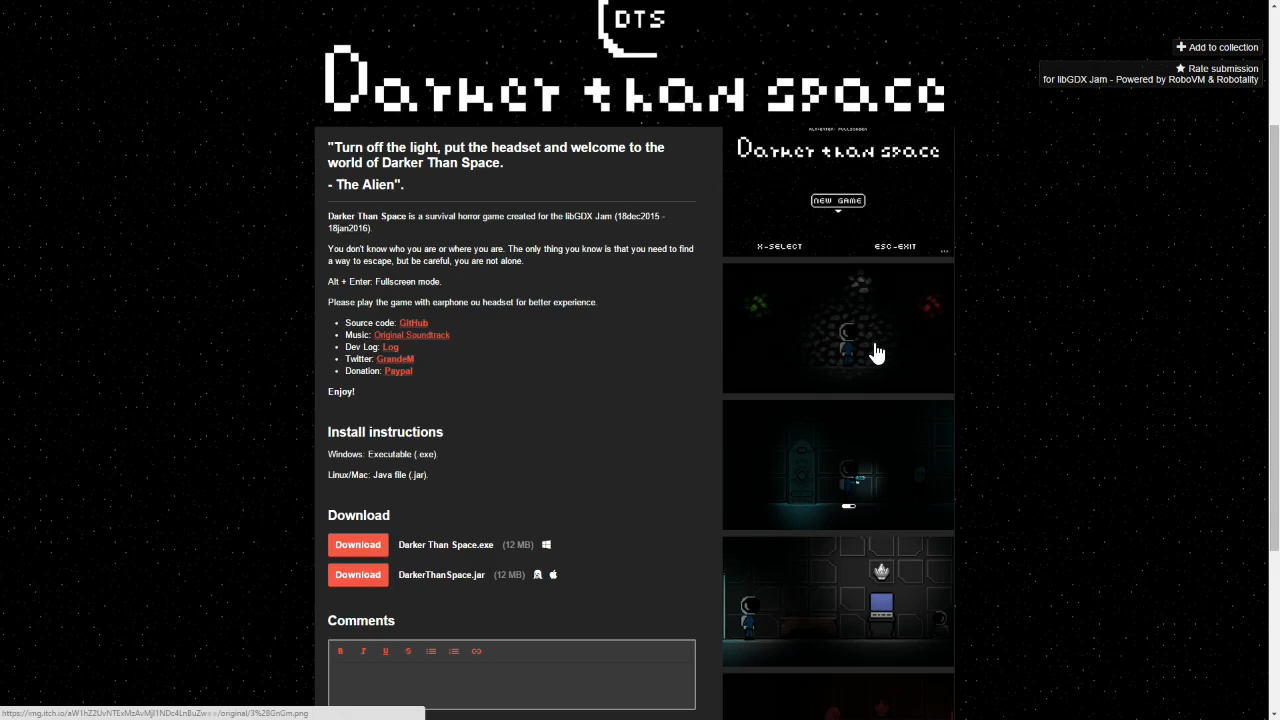 DTS
Darker than space
Add to collection
Rate submission
for libGDX Jam - Powered by RoboVM & Robotality
"Turn off the light, put the headset and welcome to the
world of Darker Than Space.
- The Alien".
Darker Than Space is a survival horror game created for the libGDX Jam (18dec2015 -
18jan2016).
You don't know who you are or where you are. The only thing you know is that you need to find
a way to escape, but be careful, you are not alone.
Alt + Enter: Fullscreen mode.
Please play the game with earphone ou headset for better experience.
Source code: GitHub
Music: Original Soundtrack
Dev Log: Log
Twitter: GrandeM
Donation: Paypal
Enjoy!
Install instructions
Windows: Executable (.exe).
Linux/Mac: Java file (.jar).
Download
Download Darker Than Space.exe (12 MB)
Download DarkerThanSpace.jar (12 MB)
Comments
B I U S
Darker than space
NEW GAME
X-SELECT ESC-EXIT